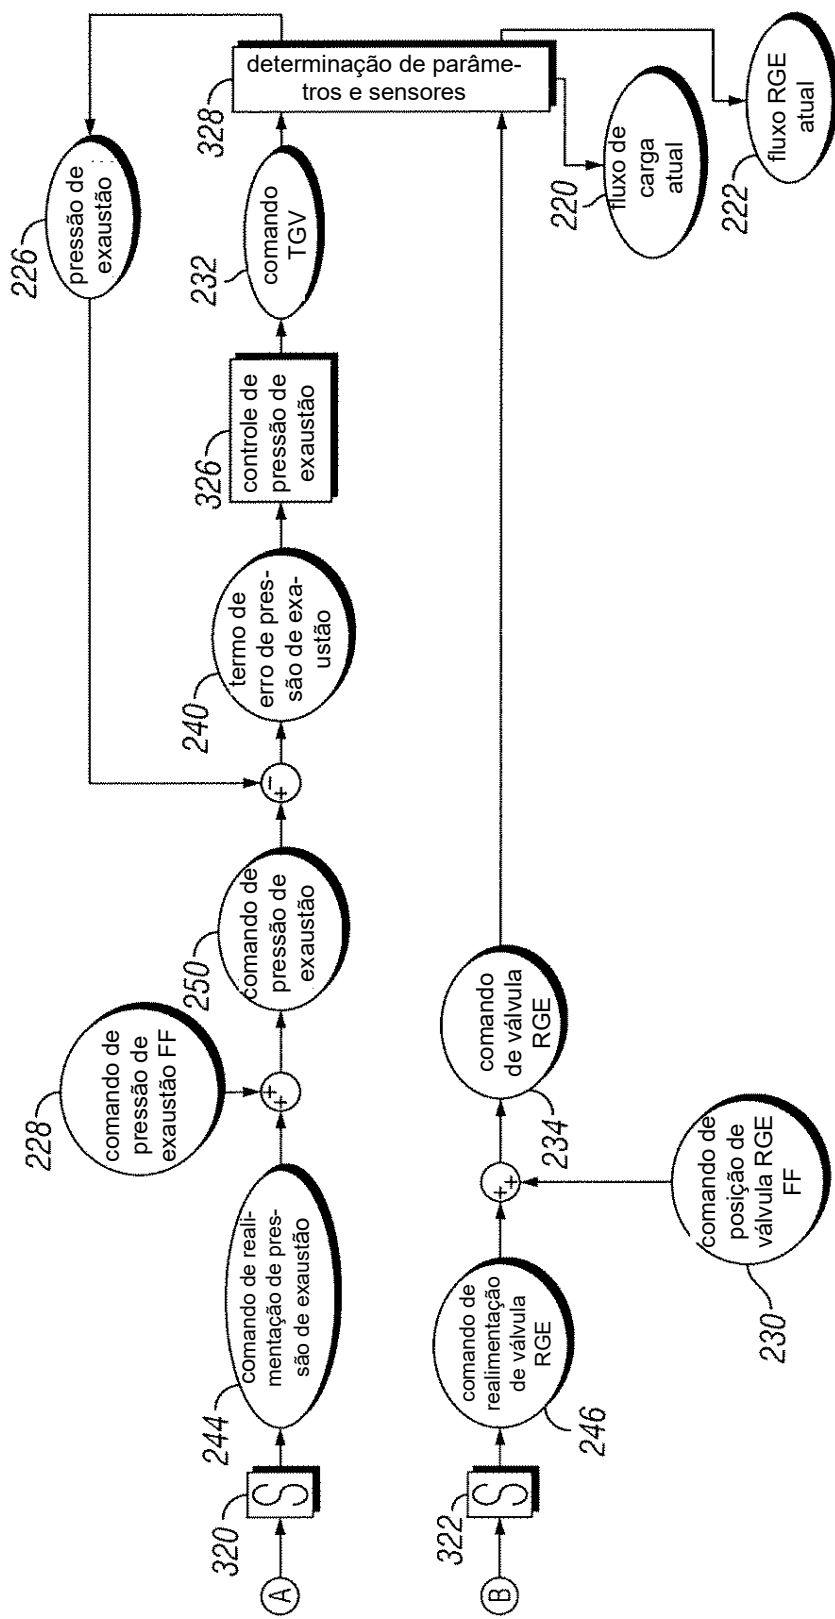 A
320
S
244
comando de reali-
mentação de pres-
são de exaustão
228
comando de
pressão de
exaustão FF
+
+
250
comando de
pressão de
exaustão
+
−
240
termo de
erro de pres-
são de exa-
ustão
326
controle de
pressão de
exaustão
232
comando
TGV
226
pressão de
exaustão
328
determinação de parâme-
tros e sensores
B
322
S
246
comando de
realimentação
de válvula
RGE
+
+
230
comando de
posição de
válvula RGE
FF
234
comando
de válvula
RGE
220
fluxo de
carga
atual
222
fluxo RGE
atual